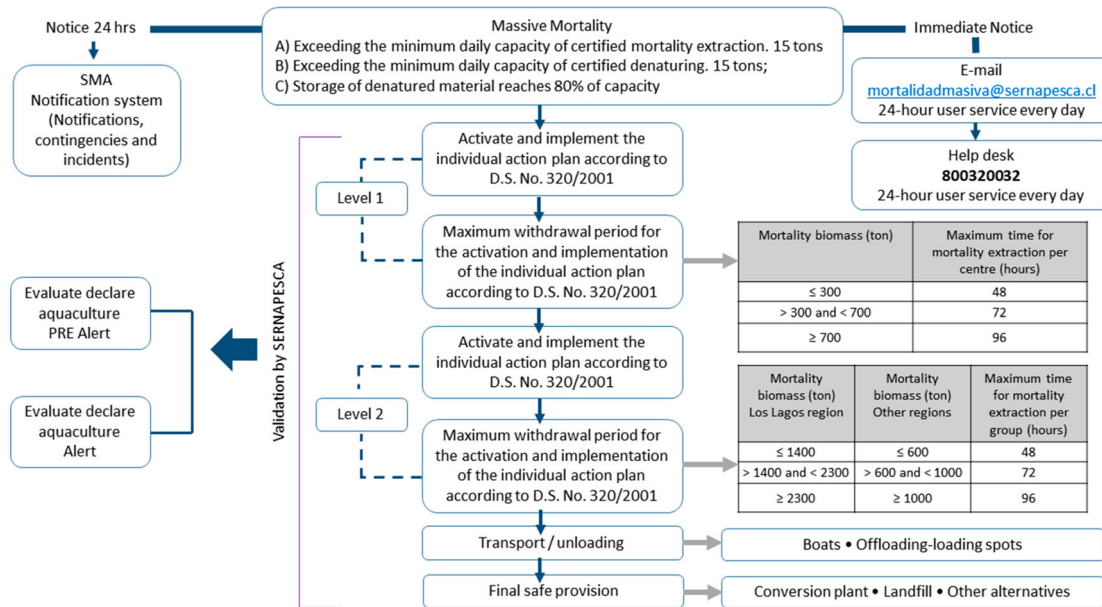 Notice 24 hrs
SMA
Notification system
(Notifications,
contingencies and
incidents)
Massive Mortality
A) Exceeding the minimum daily capacity of certified mortality extraction. 15 tons
B) Exceeding the minimum daily capacity of certified denaturing. 15 tons;
C) Storage of denatured material reaches 80% of capacity
Immediate Notice
E-mail
mortalidadmasiva@sernapesca.cl
24-hour user service every day
Help desk
800320032
24-hour user service every day
Activate and implement the
individual action plan according to
D.S. No. 320/2001
Level 1
Maximum withdrawal period for
the activation and implementation
of the individual action plan
according to D.S. No. 320/2001
Mortality biomass (ton)
Maximum time for
mortality extraction per
centre (hours)
≤ 300
48
> 300 and < 700
72
≥ 700
96
Evaluate declare
aquaculture
PRE Alert
Evaluate declare
aquaculture
Alert
Validation by SERNAPESCA
Activate and implement the
individual action plan according to
D.S. No. 320/2001
Level 2
Maximum withdrawal period for
the activation and implementation
of the individual action plan
according to D.S. No. 320/2001
Mortality
biomass (ton)
Los Lagos region
Mortality
biomass (ton)
Other regions
Maximum time
for mortality
extraction per
group (hours)
≤ 1400
≤ 600
48
> 1400 and < 2300
> 600 and < 1000
72
≥ 2300
≥ 1000
96
Transport / unloading
Boats • Offloading-loading spots
Final safe provision
Conversion plant • Landfill • Other alternatives